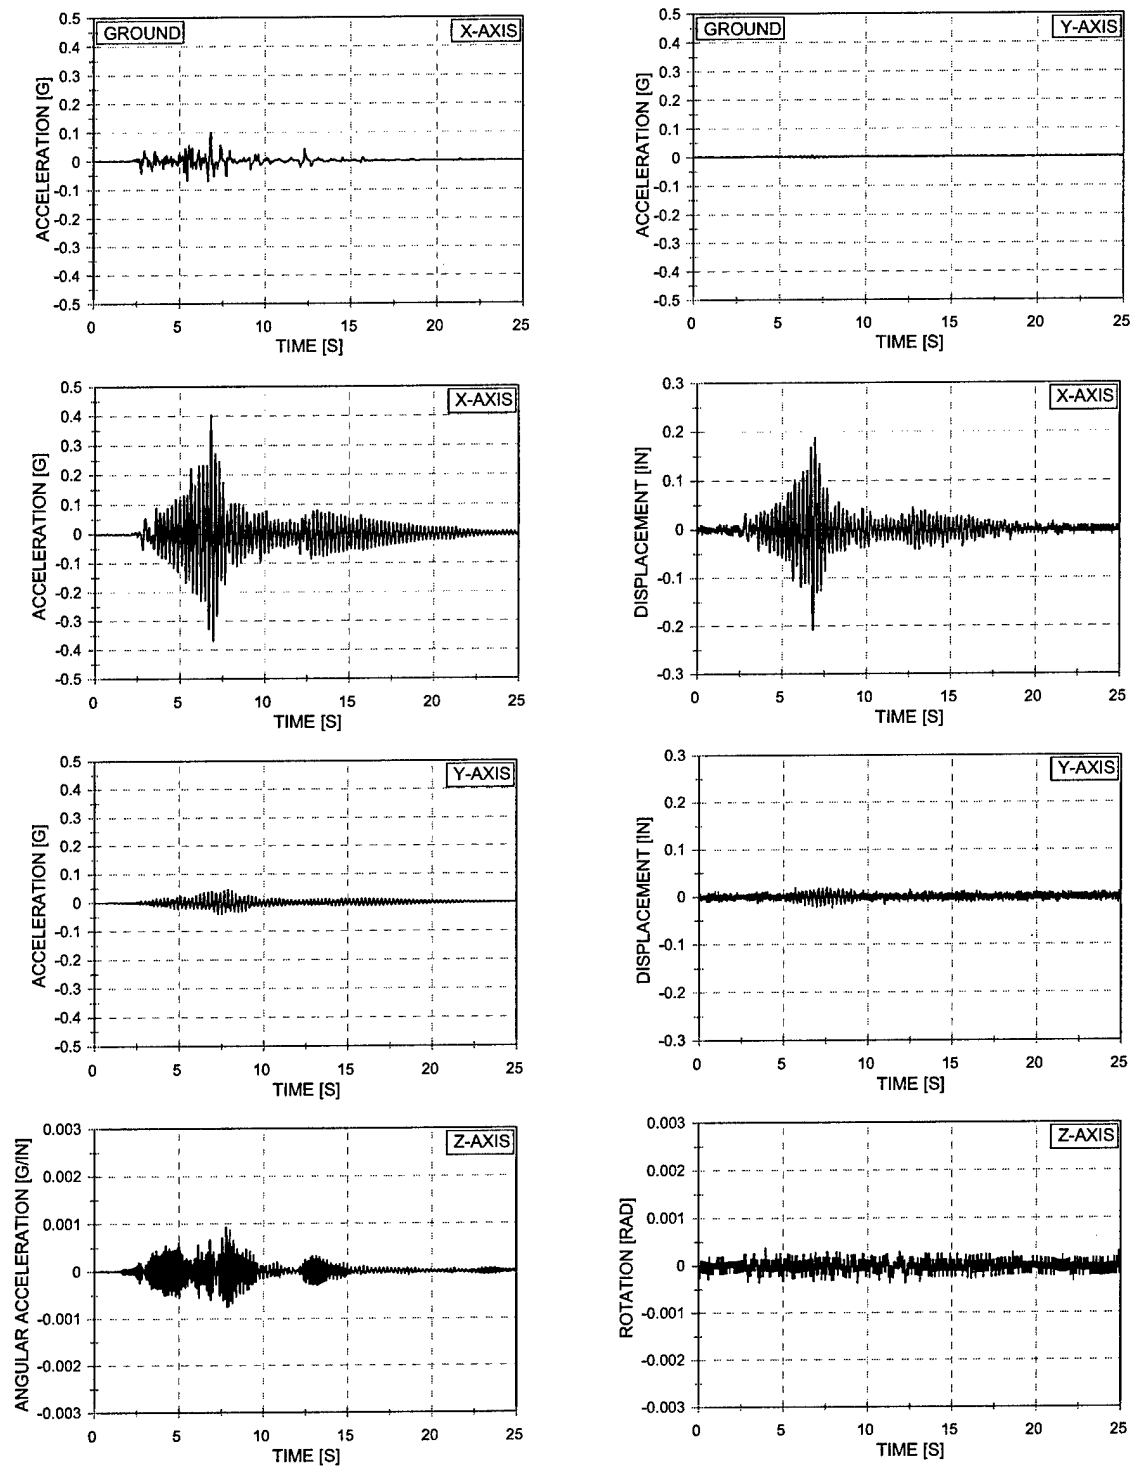 0.5
0.4
0.3
0.2
0.1
0
-0.1
-0.2
-0.3
-0.4
-0.5
ACCELERATION [G]
GROUND
X-AXIS
0 5 10 15 20 25
TIME [S]
0.5
0.4
0.3
0.2
0.1
0
-0.1
-0.2
-0.3
-0.4
-0.5
ACCELERATION [G]
GROUND
Y-AXIS
0 5 10 15 20 25
TIME [S]
0.5
0.4
0.3
0.2
0.1
0
-0.1
-0.2
-0.3
-0.4
-0.5
ACCELERATION [G]
X-AXIS
0 5 10 15 20 25
TIME [S]
0.3
0.2
0.1
0
-0.1
-0.2
-0.3
DISPLACEMENT [IN]
X-AXIS
0 5 10 15 20 25
TIME [S]
0.5
0.4
0.3
0.2
0.1
0
-0.1
-0.2
-0.3
-0.4
-0.5
ACCELERATION [G]
Y-AXIS
0 5 10 15 20 25
TIME [S]
0.3
0.2
0.1
0
-0.1
-0.2
-0.3
DISPLACEMENT [IN]
Y-AXIS
0 5 10 15 20 25
TIME [S]
0.003
0.002
0.001
0
-0.001
-0.002
-0.003
ANGULAR ACCELERATION [G/IN]
Z-AXIS
0 5 10 15 20 25
TIME [S]
0.003
0.002
0.001
0
-0.001
-0.002
-0.003
ROTATION [RAD]
Z-AXIS
0 5 10 15 20 25
TIME [S]